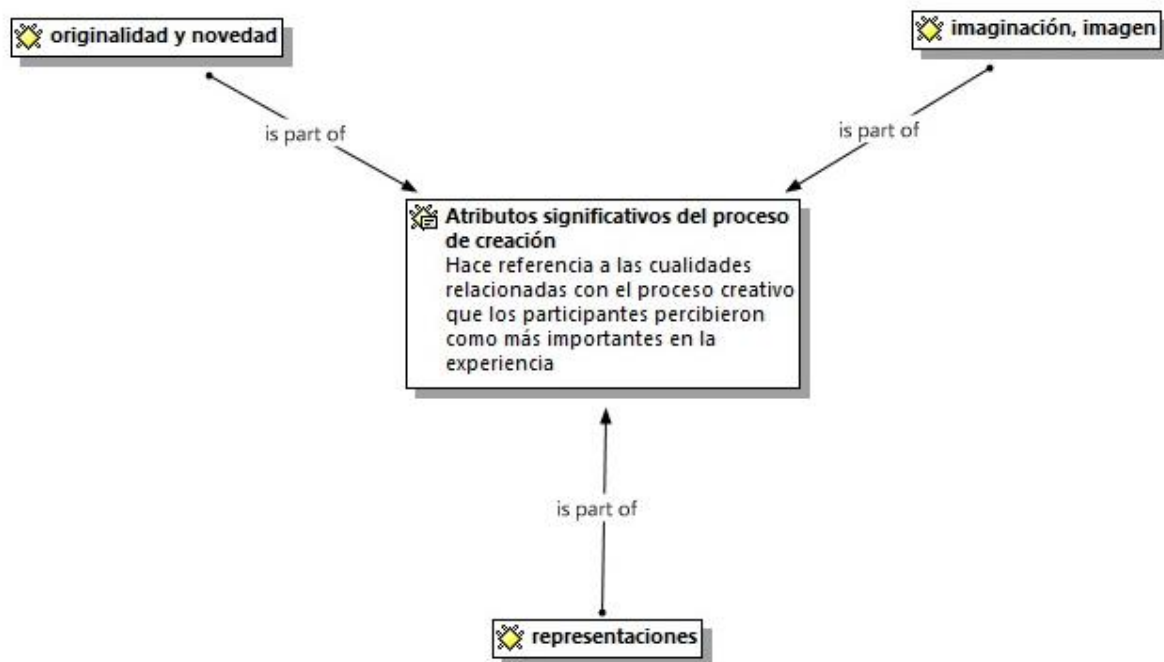 originalidad y novedad
imaginación, imagen
is part of
is part of
Atributos significativos del proceso
de creación
Hace referencia a las cualidades
relacionadas con el proceso creativo
que los participantes percibieron
como más importantes en la
experiencia
is part of
representaciones